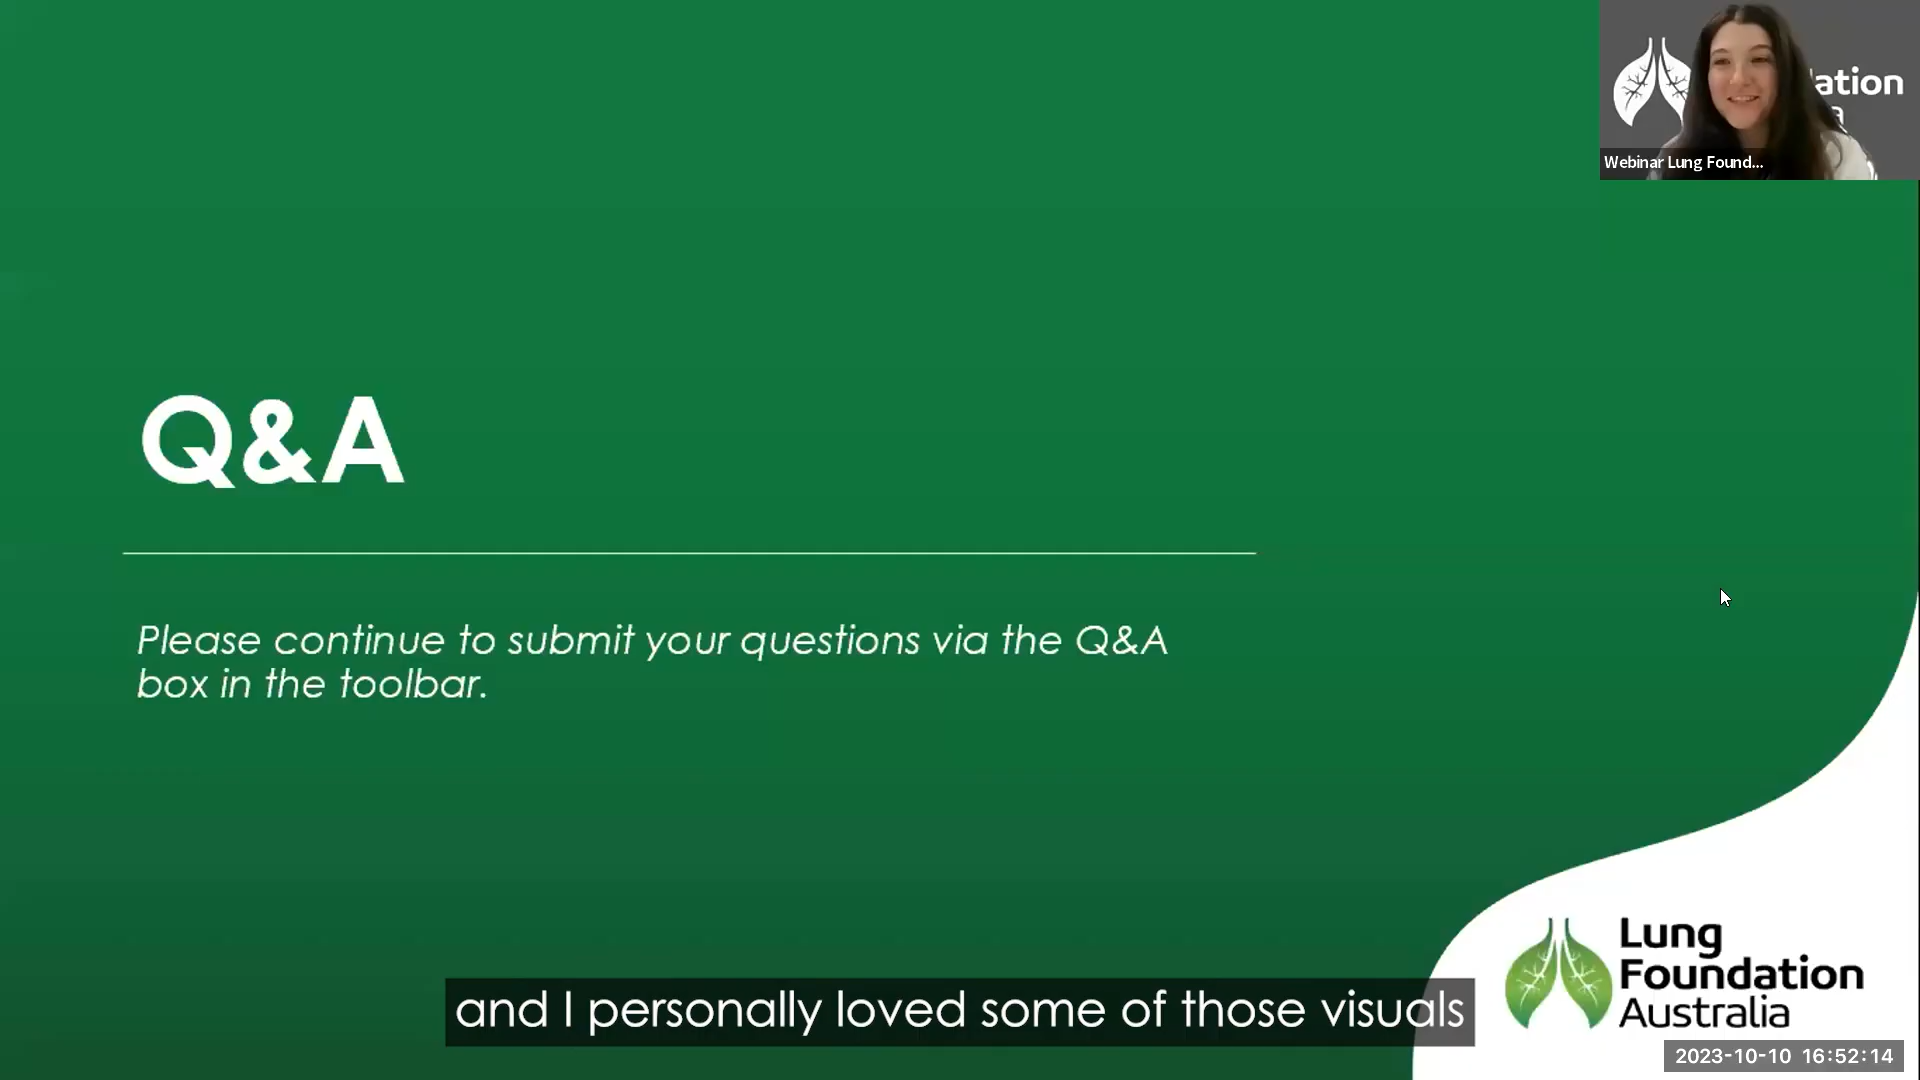 ation
a
Webinar Lung Found...
Q&A
Please continue to submit your questions via the Q&A
box in the toolbar.
and I personally loved some of those visuals
Lung
Foundation
Australia
2023-10-10 16:52:14